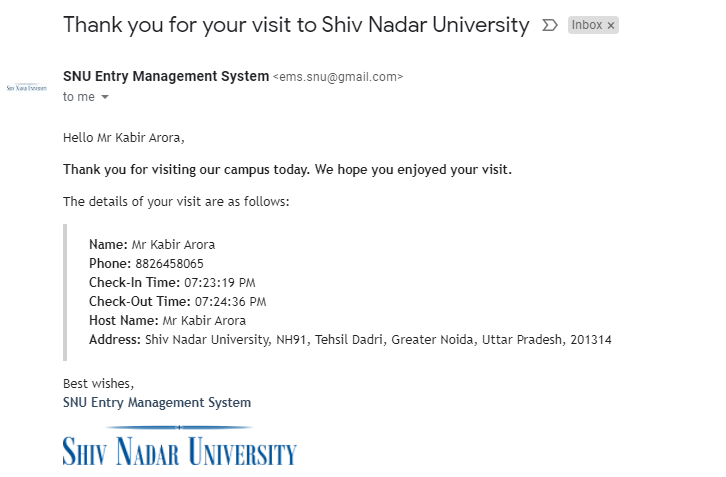 Thank you for your visit to Shiv Nadar University
Inbox ×
SNU Entry Management System <ems.snu@gmail.com>
to me
Hello Mr Kabir Arora,
Thank you for visiting our campus today. We hope you enjoyed your visit.
The details of your visit are as follows:
Name: Mr Kabir Arora
Phone: 8826458065
Check-In Time: 07:23:19 PM
Check-Out Time: 07:24:36 PM
Host Name: Mr Kabir Arora
Address: Shiv Nadar University, NH91, Tehsil Dadri, Greater Noida, Uttar Pradesh, 201314
Best wishes,
SNU Entry Management System
SHIV NADAR UNIVERSITY